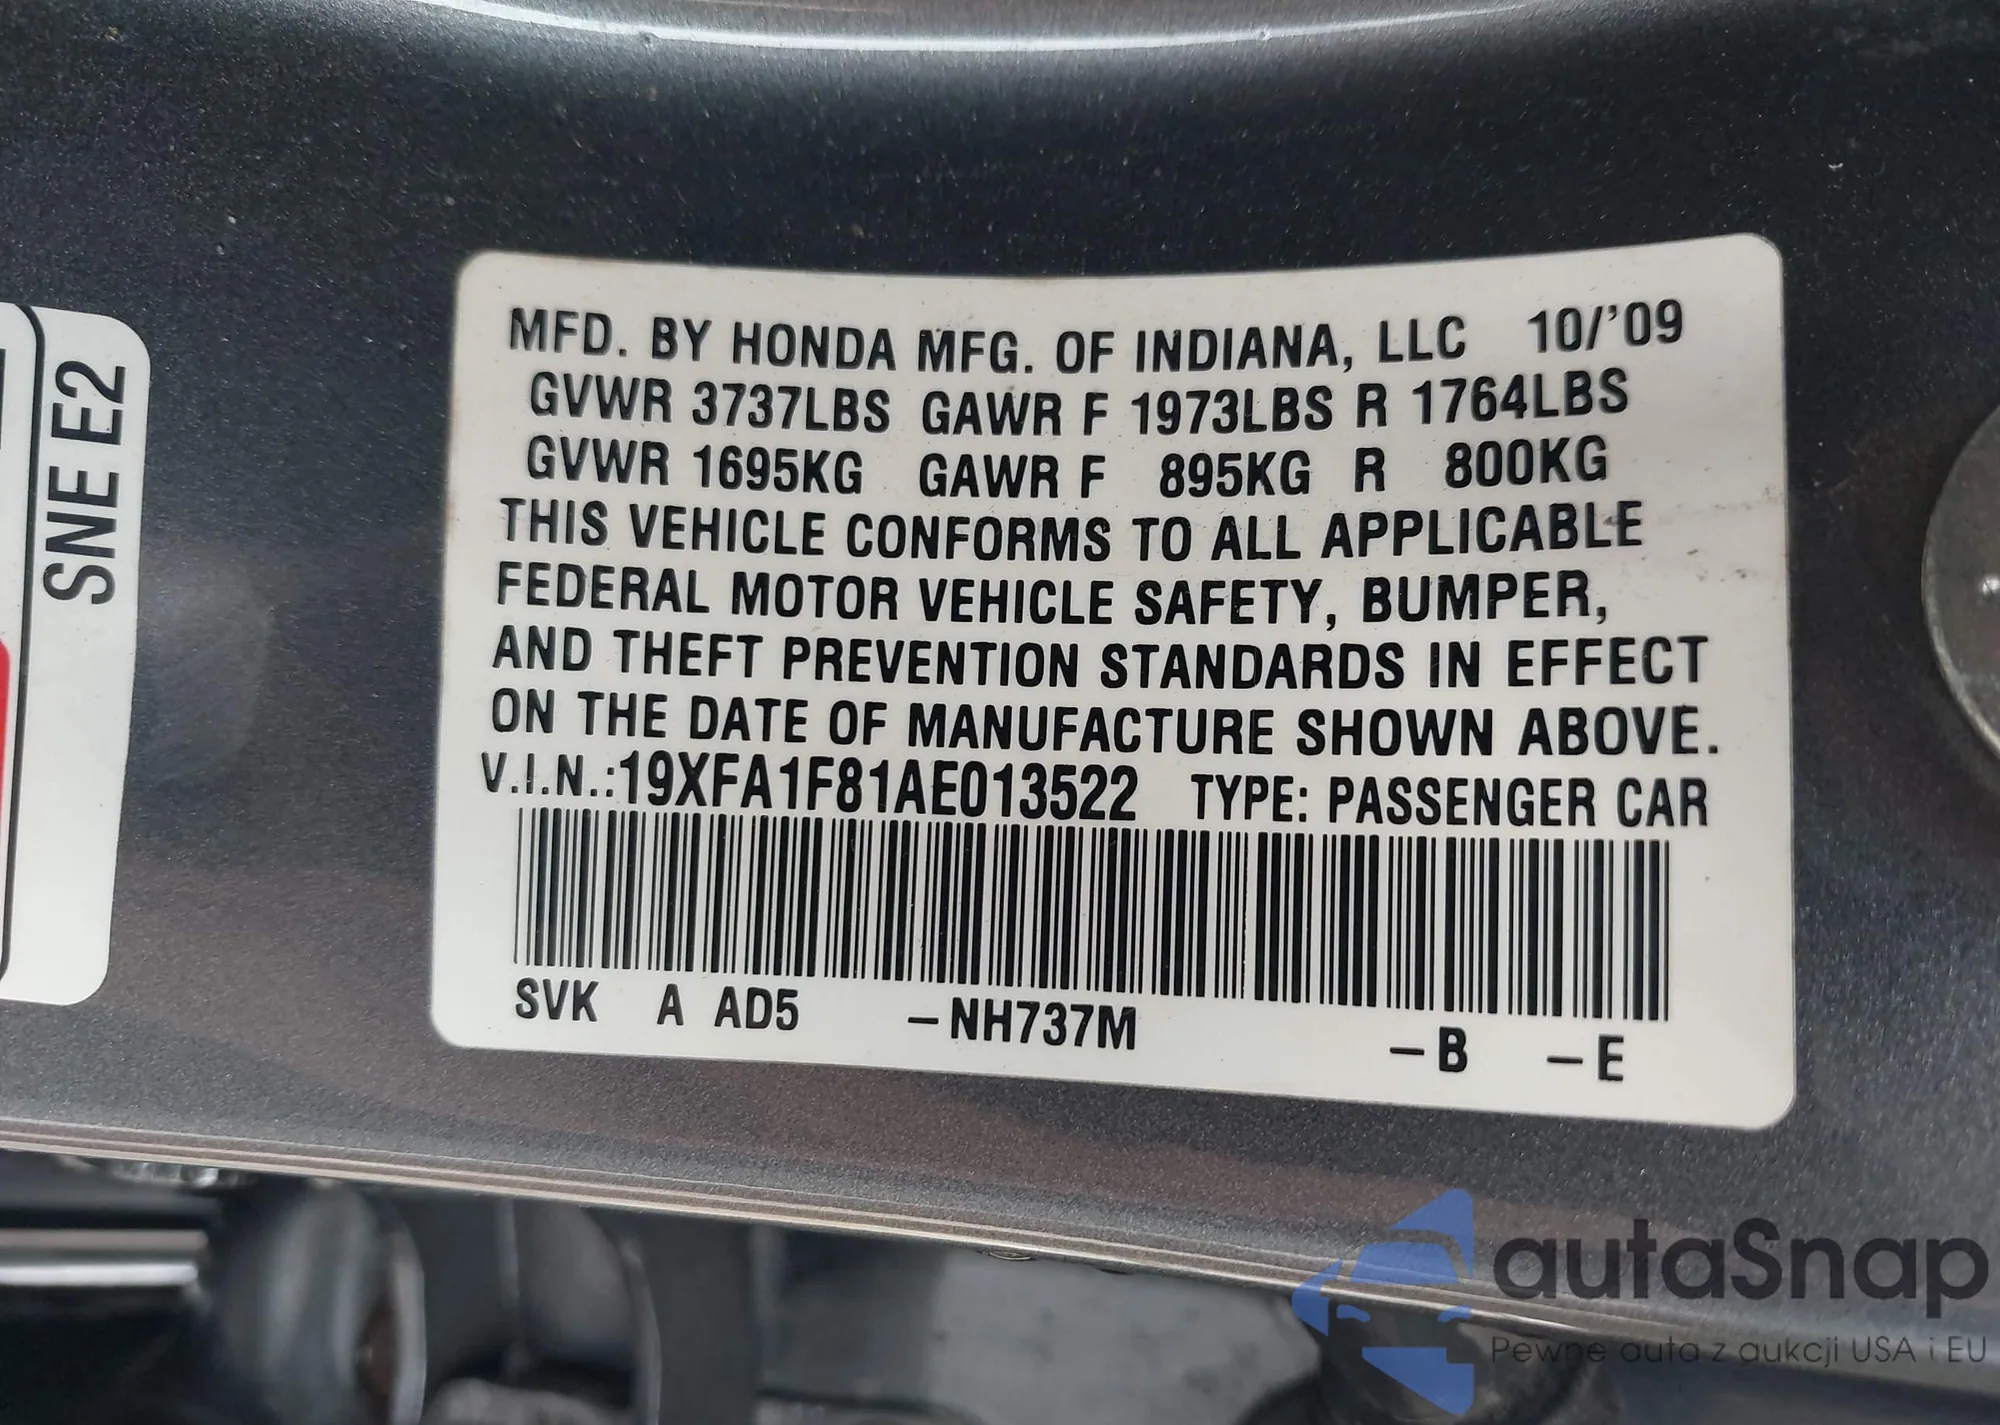 SNE E2
MFD. BY HONDA MFG. OF INDIANA, LLC 10/'09
GVWR 3737LBS GAWR F 1973LBS R 1764LBS
GVWR 1695KG GAWR F 895KG R 800KG
THIS VEHICLE CONFORMS TO ALL APPLICABLE
FEDERAL MOTOR VEHICLE SAFETY, BUMPER,
AND THEFT PREVENTION STANDARDS IN EFFECT
ON THE DATE OF MANUFACTURE SHOWN ABOVE.
V.I.N.:19XFA1F81AE013522 TYPE: PASSENGER CAR
SVK A AD5 –NH737M –B –E
autaSnap
Pewne auta z aukcji USA i EU